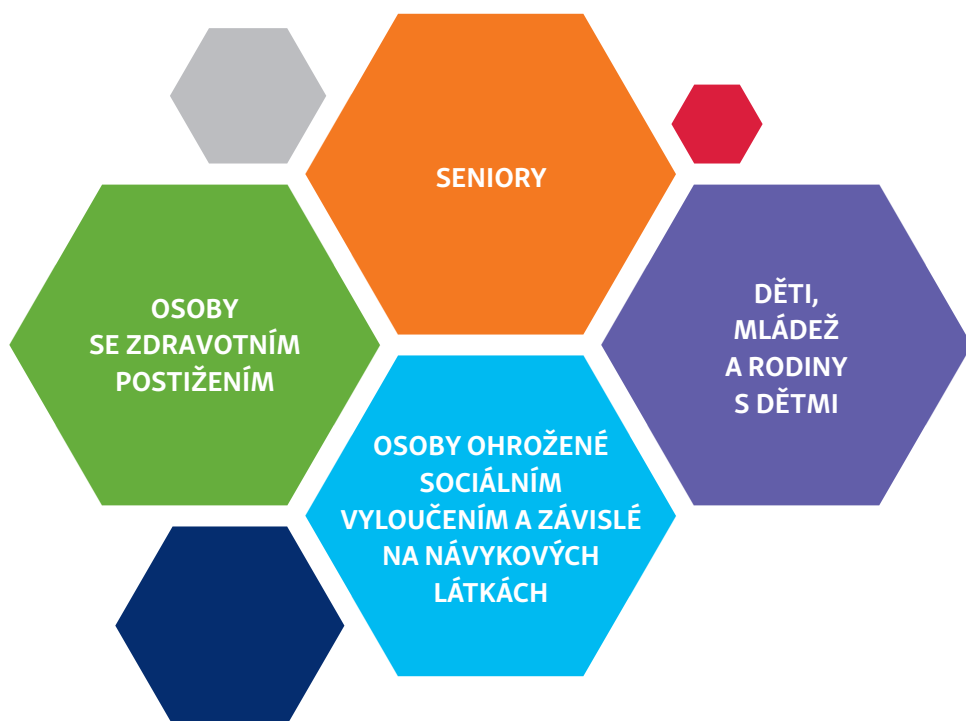 SENIORY
OSOBY
SE ZDRAVOTNÍM
POSTIŽENÍM
DĚTI,
MLÁDEŽ
A RODINY
S DĚTMI
OSOBY OHROŽENÉ
SOCIÁLNÍM
VYLOUČENÍM A ZÁVISLÉ
NA NÁVYKOVÝCH
LÁTKÁCH